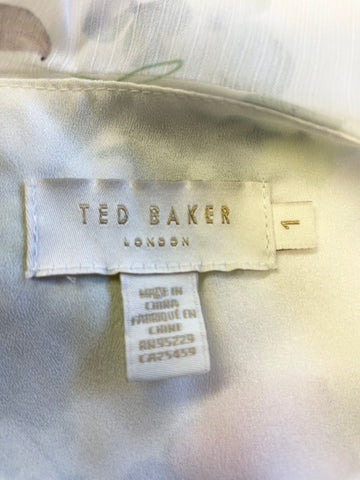 TED BAKER
LONDON
1
MADE IN
CHINA
FABRIQUÉ EN
CHINE
RN95229
CA25459